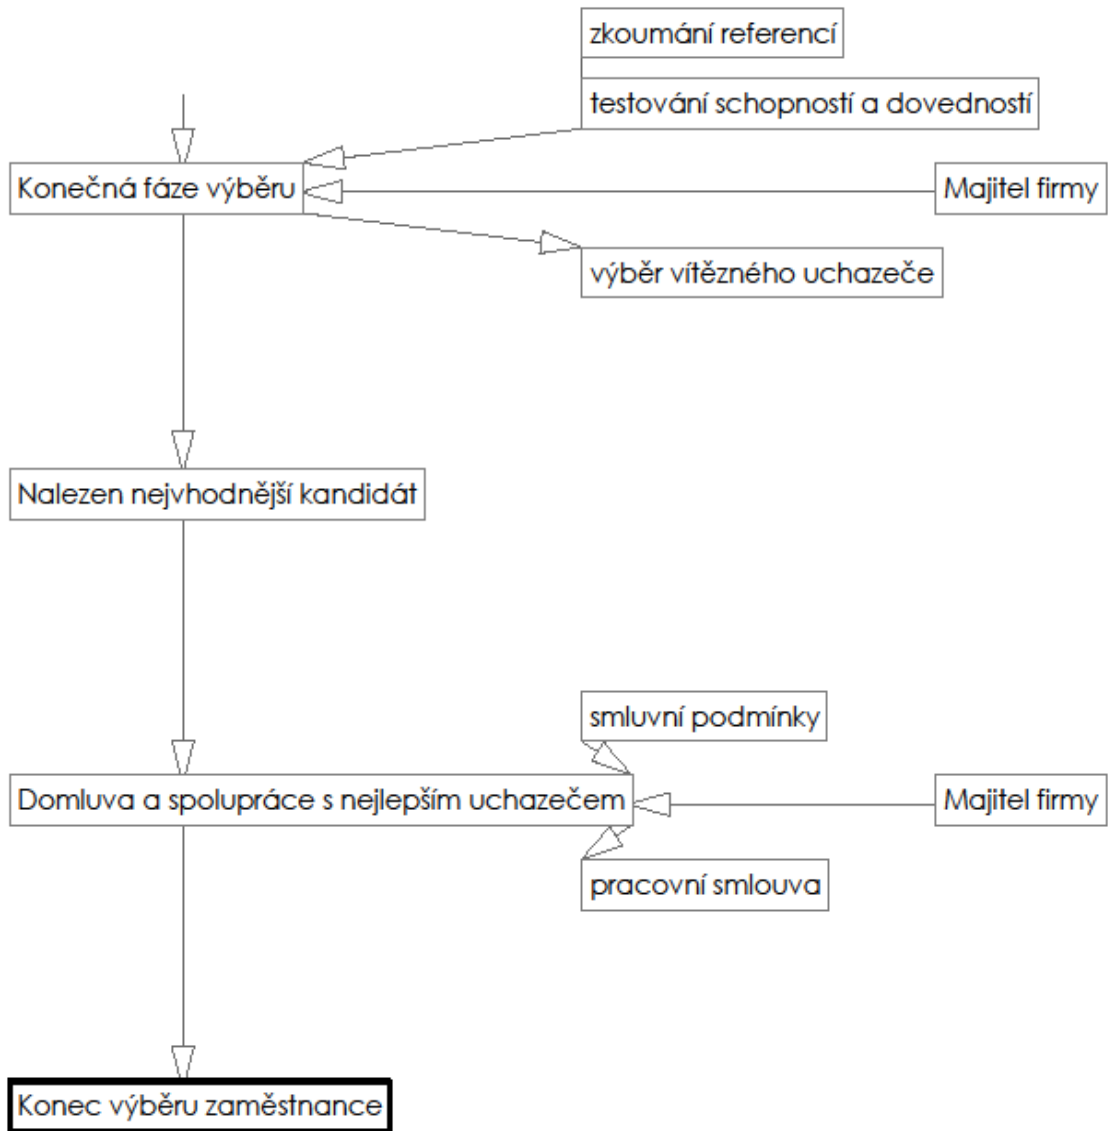 zkoumání referencí
testování schopností a dovedností
Konečná fáze výběru
Majitel firmy
výběr vítězného uchazeče
Nalezen nejvhodnější kandidát
smluvní podmínky
Domluva a spolupráce s nejlepším uchazečem
Majitel firmy
pracovní smlouva
Konec výběru zaměstnance